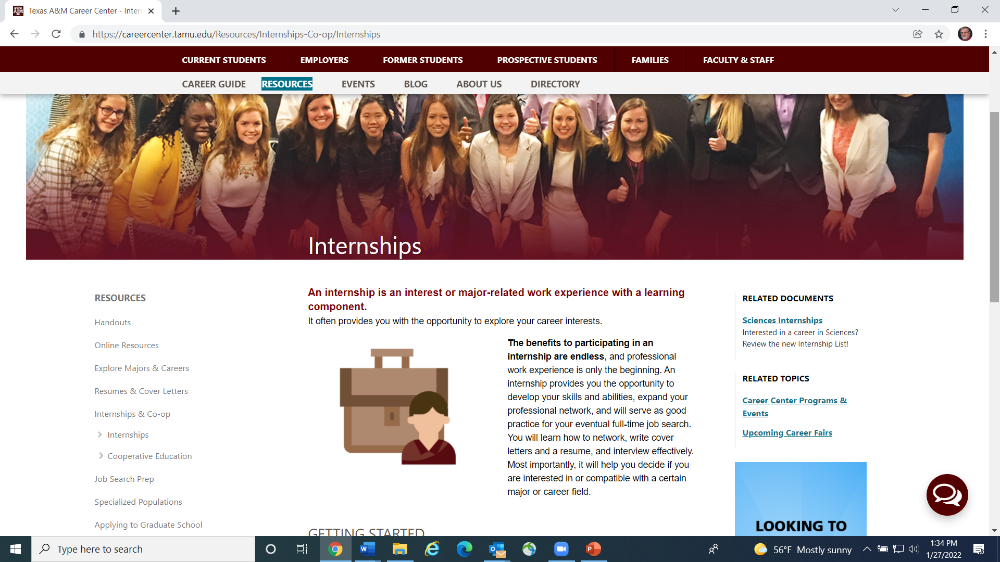 Texas A&M Career Center - Inter
https://careercenter.tamu.edu/Resources/Internships-Co-op/Internships
CURRENT STUDENTS EMPLOYERS FORMER STUDENTS PROSPECTIVE STUDENTS FAMILIES FACULTY & STAFF
CAREER GUIDE RESOURCES EVENTS BLOG ABOUT US DIRECTORY
Internships
RESOURCES
Handouts
Online Resources
Explore Majors & Careers
Resumes & Cover Letters
Internships & Co-op
Internships
Cooperative Education
Job Search Prep
Specialized Populations
Applying to Graduate School
An internship is an interest or major-related work experience with a learning
component.
It often provides you with the opportunity to explore your career interests.
The benefits to participating in an
internship are endless, and professional
work experience is only the beginning. An
internship provides you the opportunity to
develop your skills and abilities, expand your
professional network, and will serve as good
practice for your eventual full-time job search.
You will learn how to network, write cover
letters and a resume, and interview effectively.
Most importantly, it will help you decide if you
are interested in or compatible with a certain
major or career field.
GETTING STARTED
RELATED DOCUMENTS
Sciences Internships
Interested in a career in Sciences?
Review the new Internship List!
RELATED TOPICS
Career Center Programs &
Events
Upcoming Career Fairs
LOOKING TO
Type here to search
56°F Mostly sunny
1:34 PM
1/27/2022